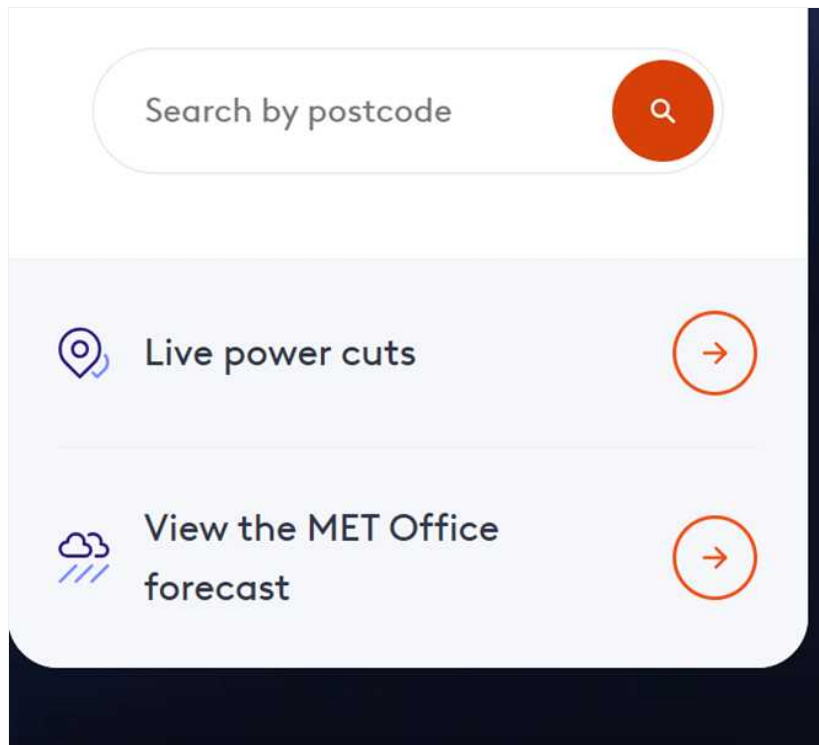 Search by postcode
Live power cuts
View the MET Office
forecast